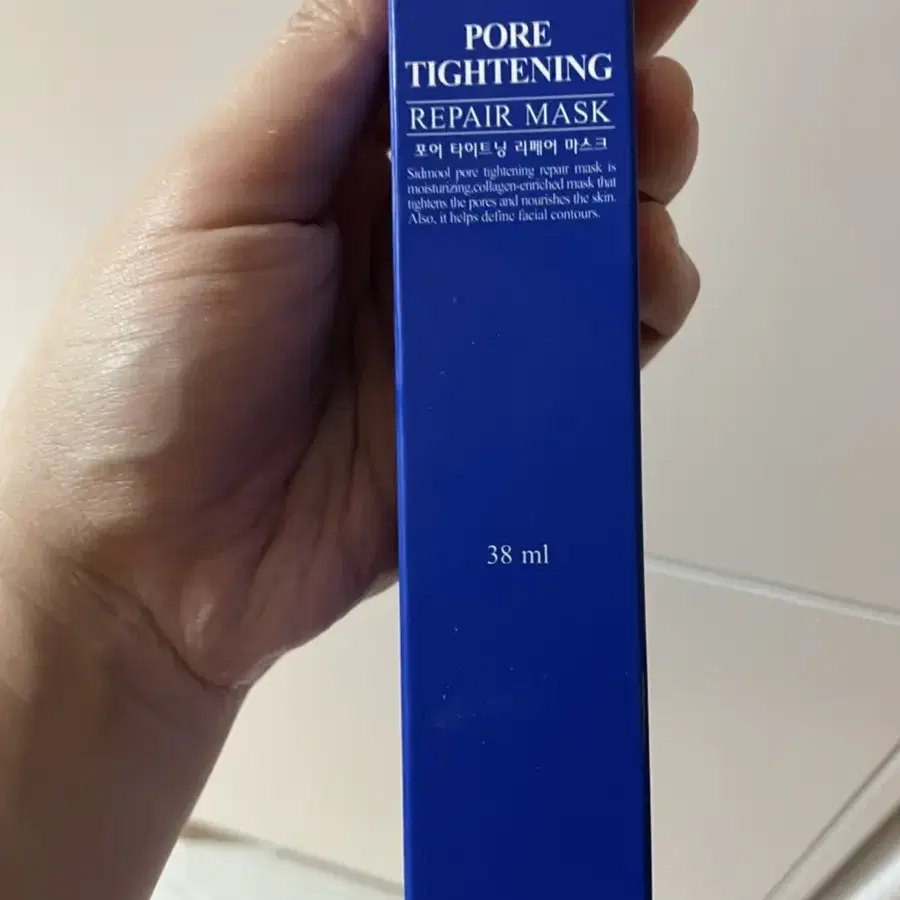 PORE
TIGHTENING
REPAIR MASK
포어 타이트닝 리페어 마스크
Sidmool pore tightening repair mask is
moisturizing,collagen-enriched mask that
tightens the pores and nourishes the skin.
Also, it helps define facial contours.
38 ml